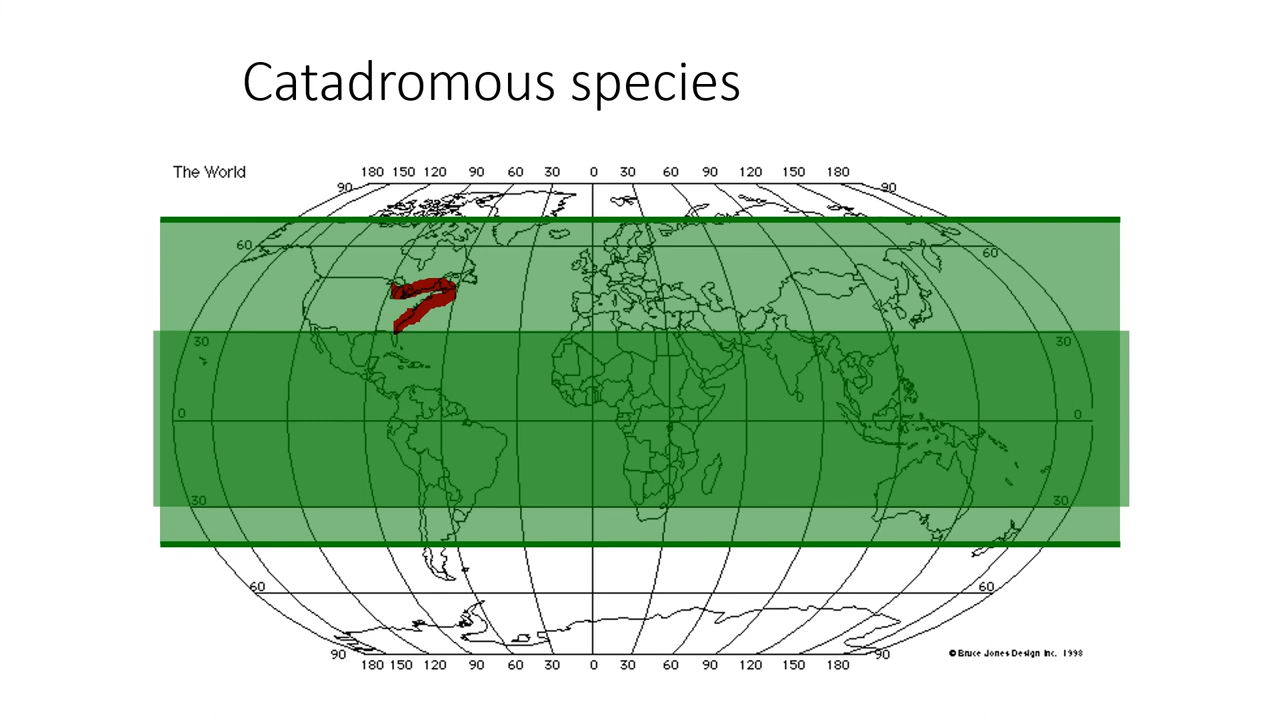 Catadromous species
The World
180 150 120 90 60 30 0 30 60 90 120 150 180
90 90
60 60
30 30
0 0
30 30
60 60
90 90
180 150 120 90 60 30 0 30 60 90 120 150 180
© Bruce Jones Design Inc. 1998